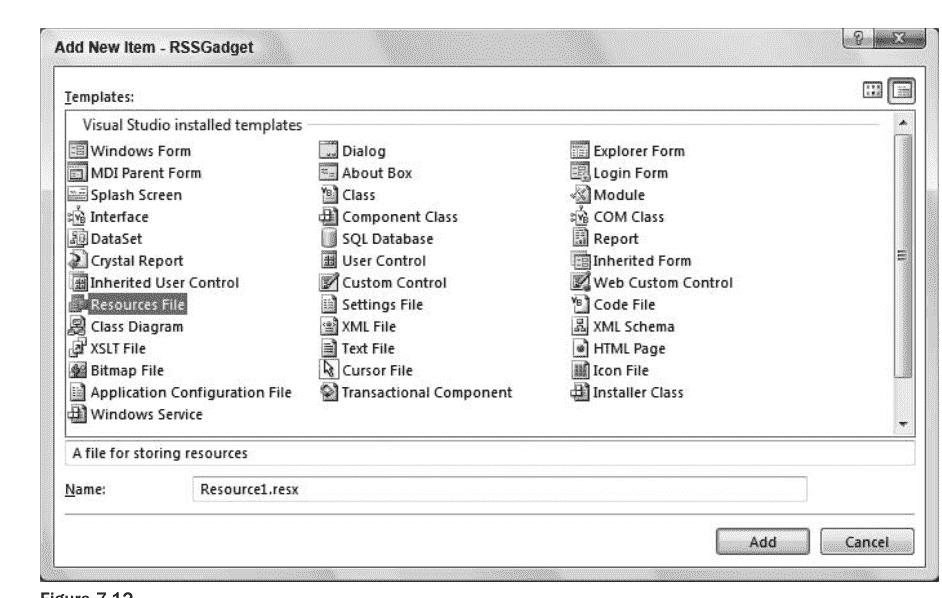 Add New Item - RSSGadget
Templates:
Visual Studio installed templates
Windows Form Dialog Explorer Form
MDI Parent Form About Box Login Form
Splash Screen Class Module
Interface Component Class COM Class
DataSet SQL Database Report
Crystal Report User Control Inherited Form
Inherited User Control Custom Control Web Custom Control
Resources File Settings File Code File
Class Diagram XML File XML Schema
XSLT File Text File HTML Page
Bitmap File Cursor File Icon File
Application Configuration File Transactional Component Installer Class
Windows Service
A file for storing resources
Name: Resource1.resx
Add Cancel
Figure 7-12